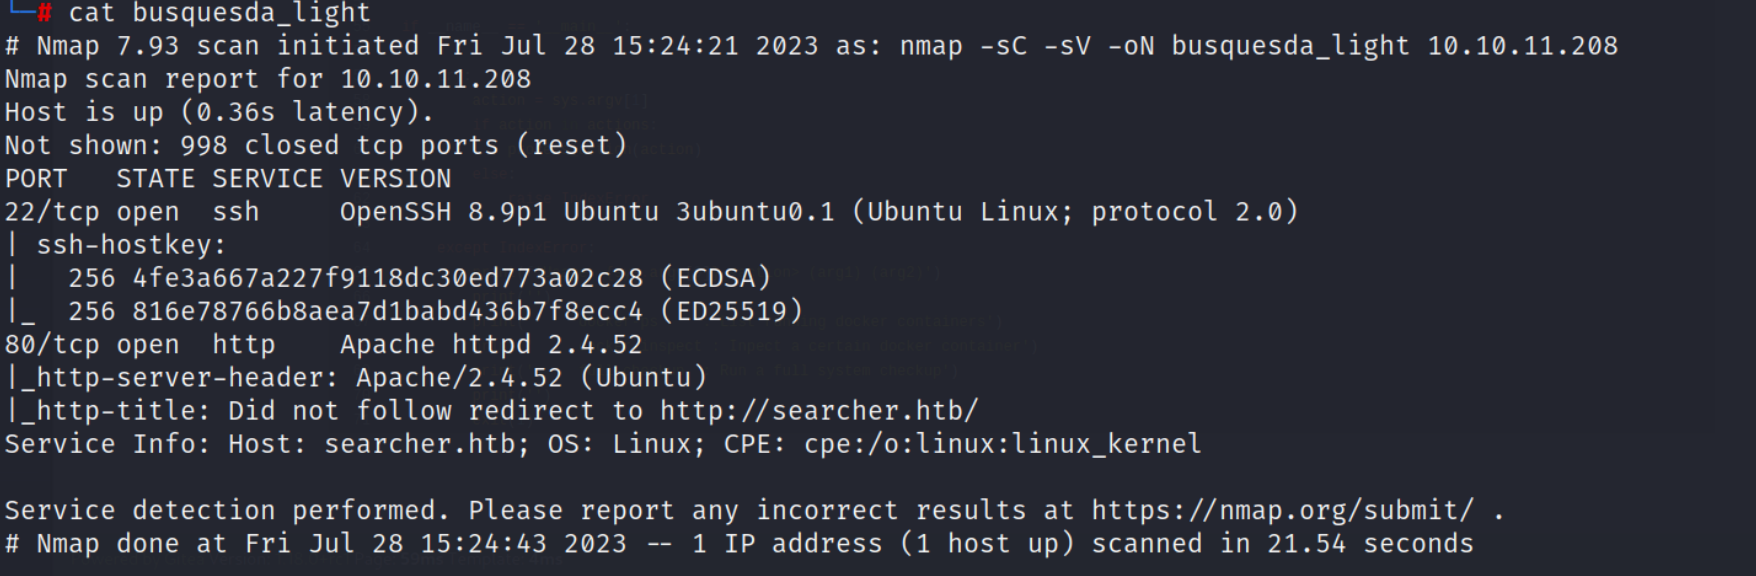 └─# cat busquesda_light
# Nmap 7.93 scan initiated Fri Jul 28 15:24:21 2023 as: nmap -sC -sV -oN busquesda_light 10.10.11.208
Nmap scan report for 10.10.11.208
Host is up (0.36s latency).
Not shown: 998 closed tcp ports (reset)
PORT   STATE SERVICE VERSION
22/tcp open  ssh     OpenSSH 8.9p1 Ubuntu 3ubuntu0.1 (Ubuntu Linux; protocol 2.0)
| ssh-hostkey:
|   256 4fe3a667a227f9118dc30ed773a02c28 (ECDSA)
|_  256 816e78766b8aea7d1babd436b7f8ecc4 (ED25519)
80/tcp open  http    Apache httpd 2.4.52
|_http-server-header: Apache/2.4.52 (Ubuntu)
|_http-title: Did not follow redirect to http://searcher.htb/
Service Info: Host: searcher.htb; OS: Linux; CPE: cpe:/o:linux:linux_kernel

Service detection performed. Please report any incorrect results at https://nmap.org/submit/ .
# Nmap done at Fri Jul 28 15:24:43 2023 -- 1 IP address (1 host up) scanned in 21.54 seconds